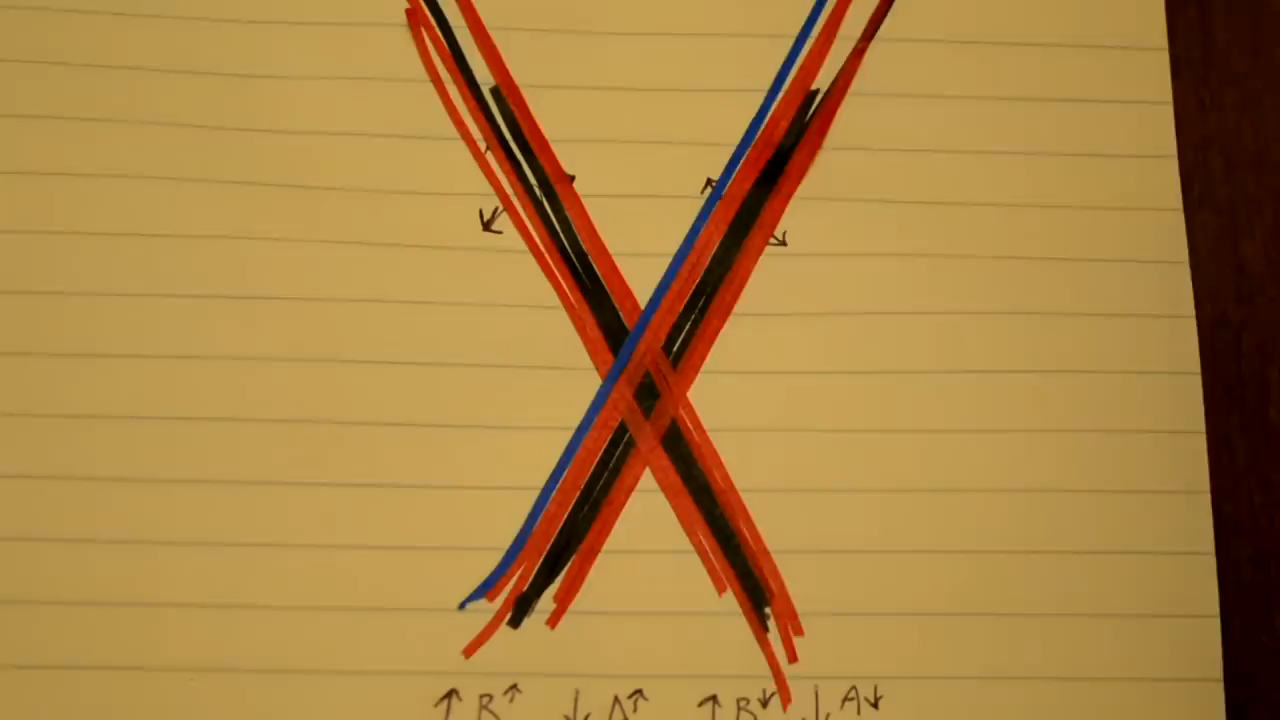 ↑ B↑ ↓ A↑ ↑ B↓ ↓ A↓